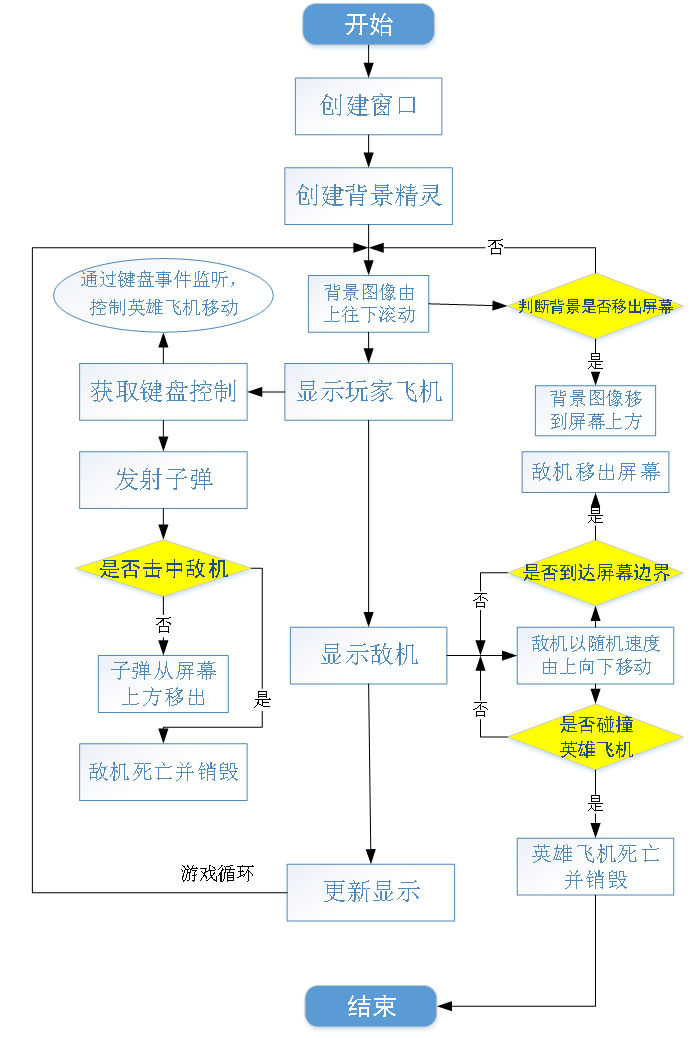 开始
创建窗口
创建背景精灵
否
通过键盘事件监听，
控制英雄飞机移动
背景图像由
上往下滚动
判断背景是否移出屏幕
是
获取键盘控制
显示玩家飞机
背景图像移
到屏幕上方
发射子弹
敌机移出屏幕
是
是否击中敌机
是否到达屏幕边界
否
否
子弹从屏幕
上方移出
是
显示敌机
敌机以随机速度
由上向下移动
否
是否碰撞
英雄飞机
敌机死亡并销毁
是
英雄飞机死亡
并销毁
游戏循环
更新显示
结束